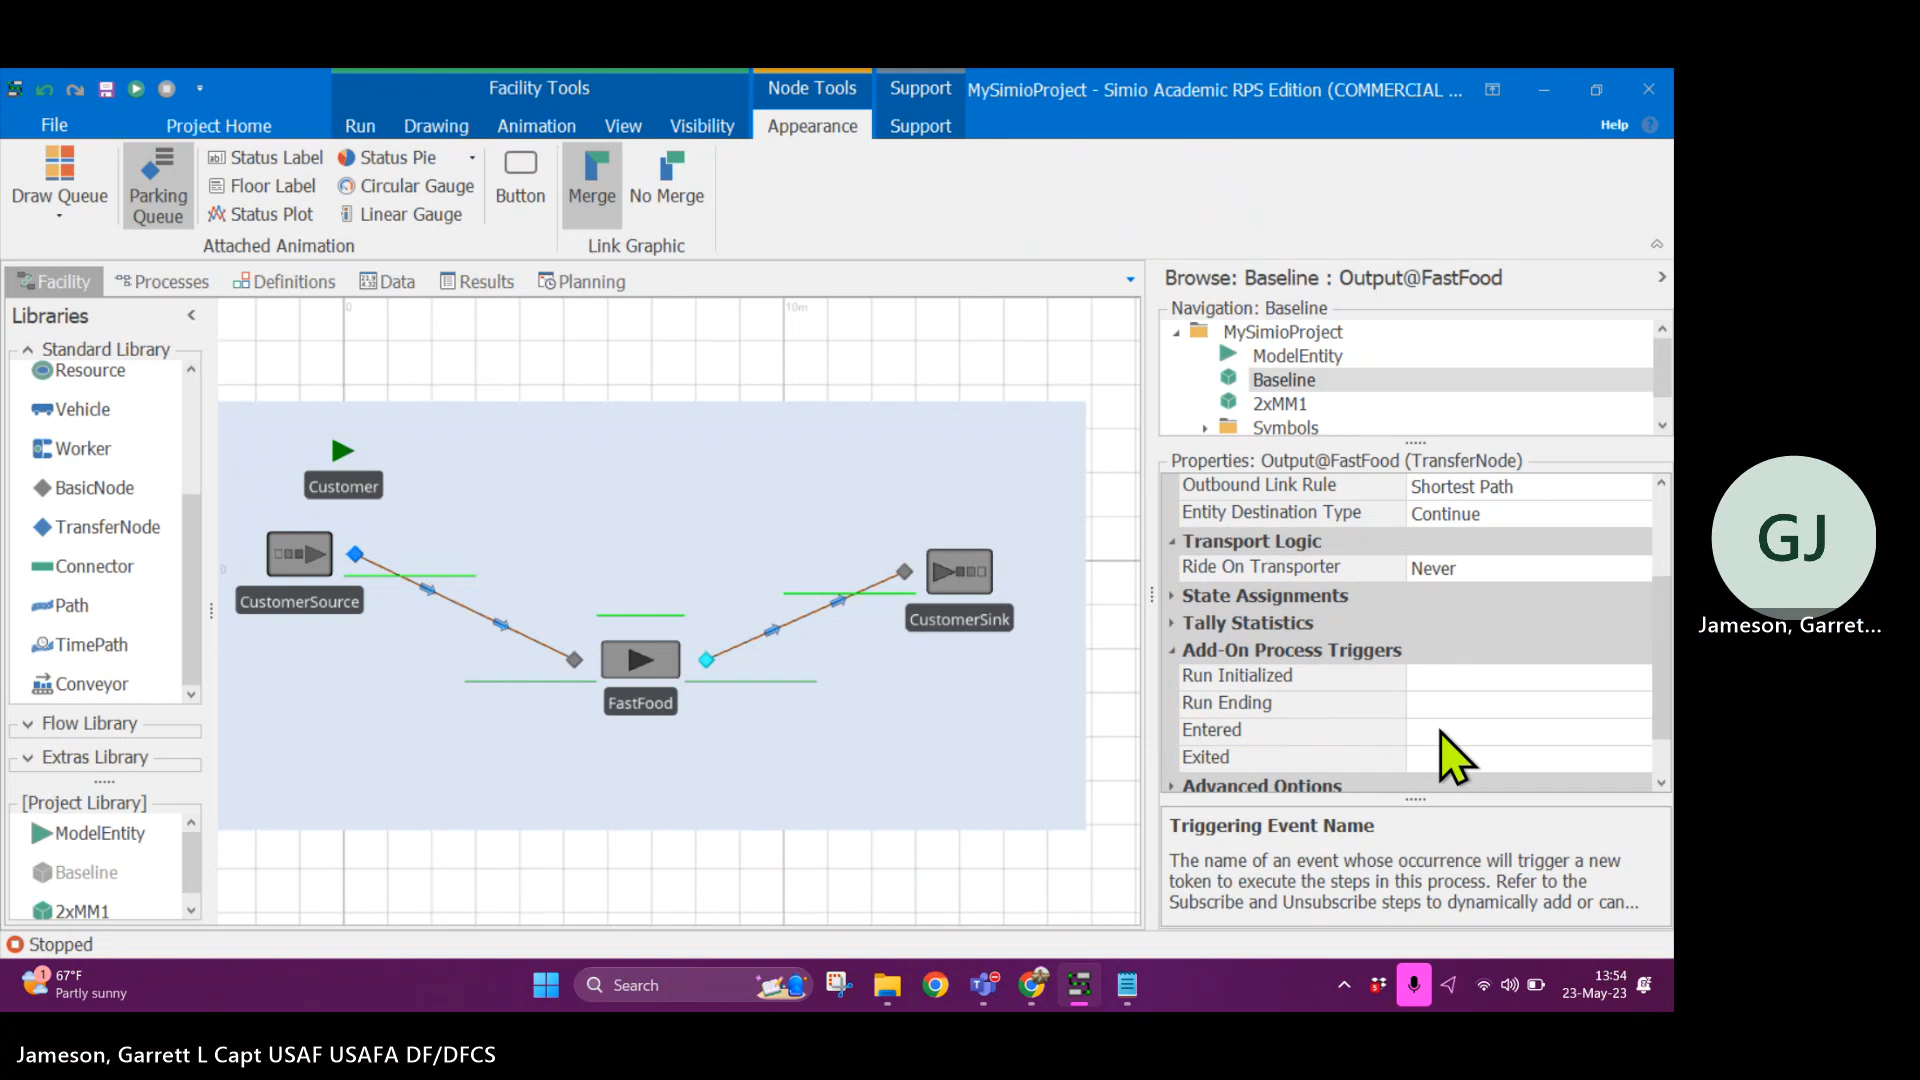 Facility Tools
Node Tools
Support
MySimioProject - Simio Academic RPS Edition (COMMERCIAL ...
File
Project Home
Run
Drawing
Animation
View
Visibility
Appearance
Support
Help
Draw Queue
Parking
Queue
Status Label
Floor Label
Status Plot
Status Pie
Circular Gauge
Linear Gauge
Button
Merge
No Merge
Attached Animation
Link Graphic
Facility
Processes
Definitions
Data
Results
Planning
Libraries
Standard Library
Resource
Vehicle
Worker
BasicNode
TransferNode
Connector
Path
TimePath
Conveyor
Flow Library
Extras Library
[Project Library]
ModelEntity
Baseline
2xMM1
0
10m
0
Customer
CustomerSource
FastFood
CustomerSink
Browse: Baseline : Output@FastFood
Navigation: Baseline
MySimioProject
ModelEntity
Baseline
2xMM1
Symbols
Properties: Output@FastFood (TransferNode)
Outbound Link Rule Shortest Path
Entity Destination Type Continue
Transport Logic
Ride On Transporter Never
State Assignments
Tally Statistics
Add-On Process Triggers
Run Initialized
Run Ending
Entered
Exited
Advanced Options
Triggering Event Name
The name of an event whose occurrence will trigger a new
token to execute the steps in this process. Refer to the
Subscribe and Unsubscribe steps to dynamically add or can...
Stopped
1
67°F
Partly sunny
Search
13:54
23-May-23
GJ
Jameson, Garret...
Jameson, Garrett L Capt USAF USAFA DF/DFCS